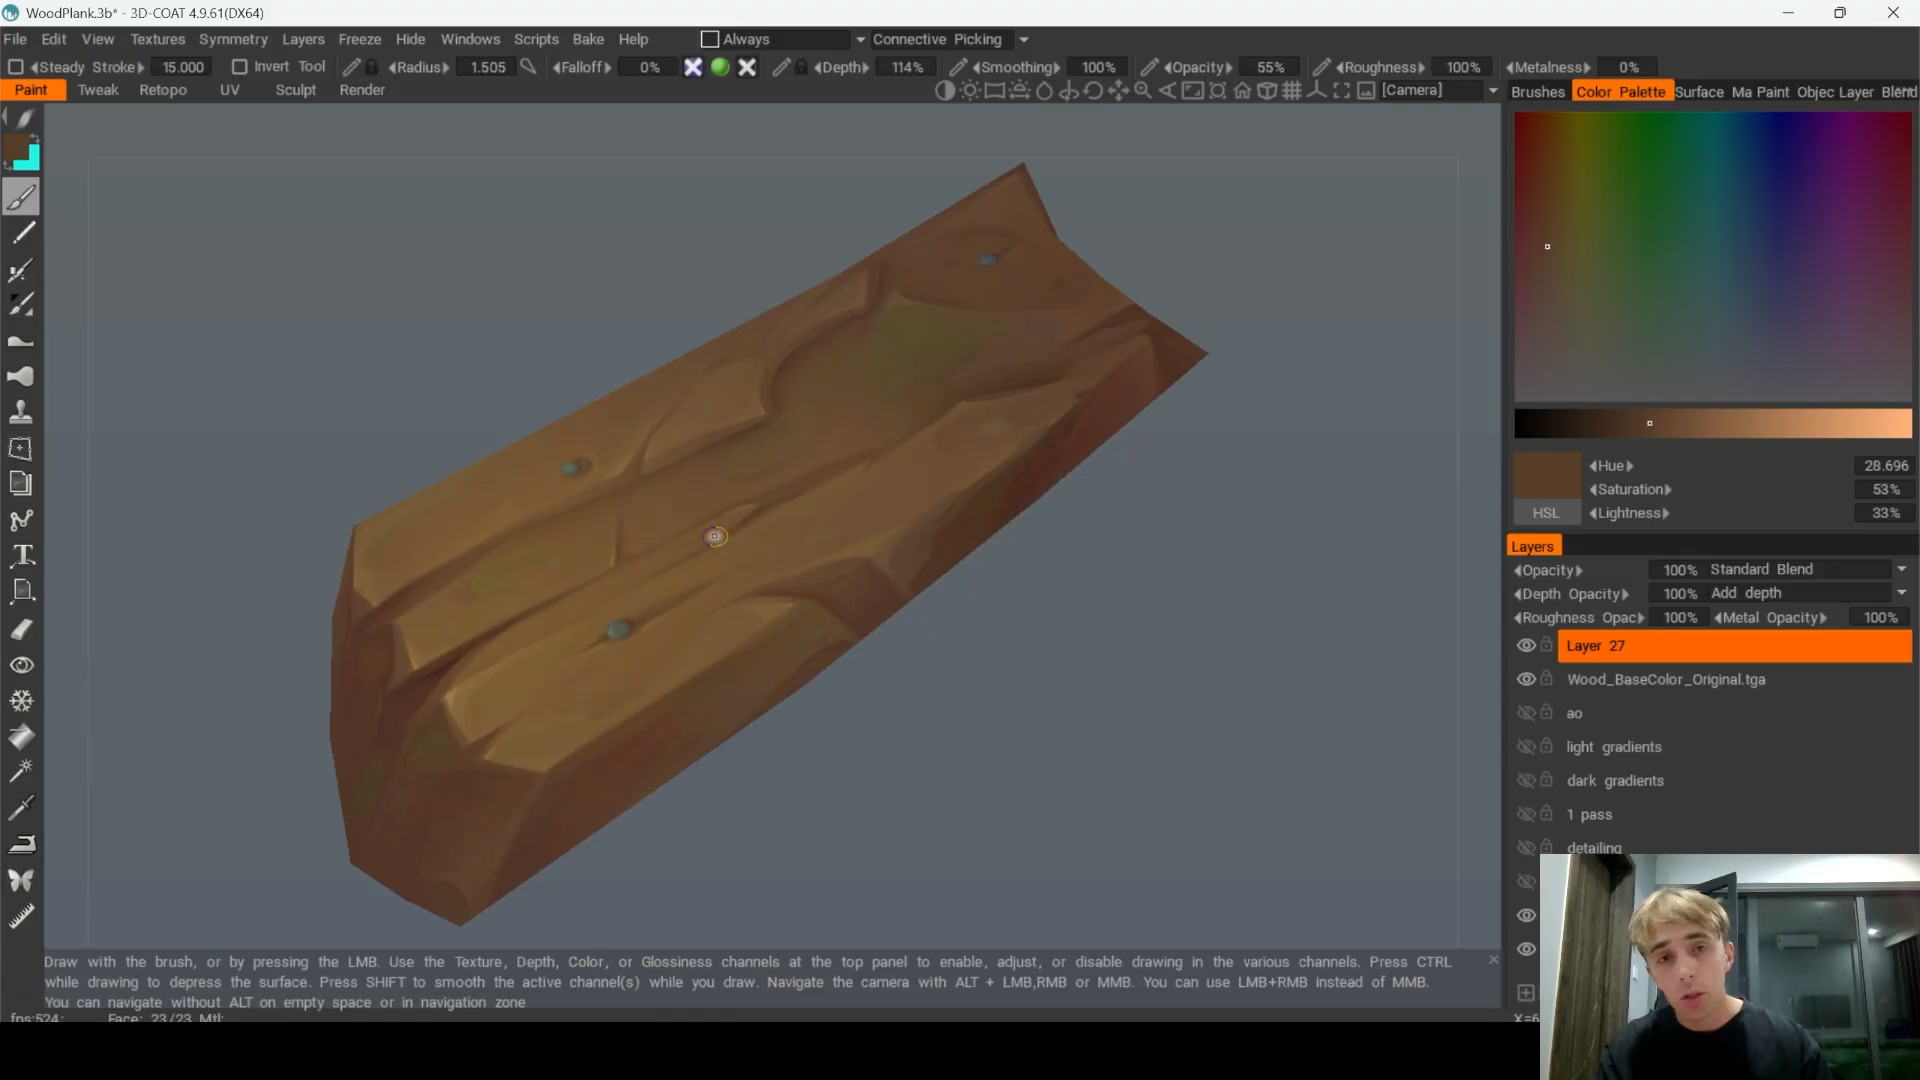 WoodPlank.3b* - 3D-COAT 4.9.61(DX64)
File Edit View Textures Symmetry Layers Freeze Hide Windows Scripts Bake Help Always Connective Picking
Steady Stroke 15.000 Invert Tool Radius 1.505 Falloff 0% Depth 114% Smoothing 100% Opacity 55% Roughness 100% Metalness 0%
Paint Tweak Retopo UV Sculpt Render [Camera] Brushes Color Palette Surface Ma Paint Objec Layer Blend
Hue 28.696
Saturation 53%
HSL Lightness 33%
Layers
Opacity 100% Standard Blend
Depth Opacity 100% Add depth
Roughness Opac 100% Metal Opacity 100%
Layer 27
Wood_BaseColor_Original.tga
ao
light gradients
dark gradients
1 pass
detailing
Draw with the brush, or by pressing the LMB. Use the Texture, Depth, Color, or Glossiness channels at the top panel to enable, adjust, or disable drawing in the various channels. Press CTRL
while drawing to depress the surface. Press SHIFT to smooth the active channel(s) while you draw. Navigate the camera with ALT + LMB,RMB or MMB. You can use LMB+RMB instead of MMB.
You can navigate without ALT on empty space or in navigation zone
fps:524; Face: 23/23 Mtl: X=6